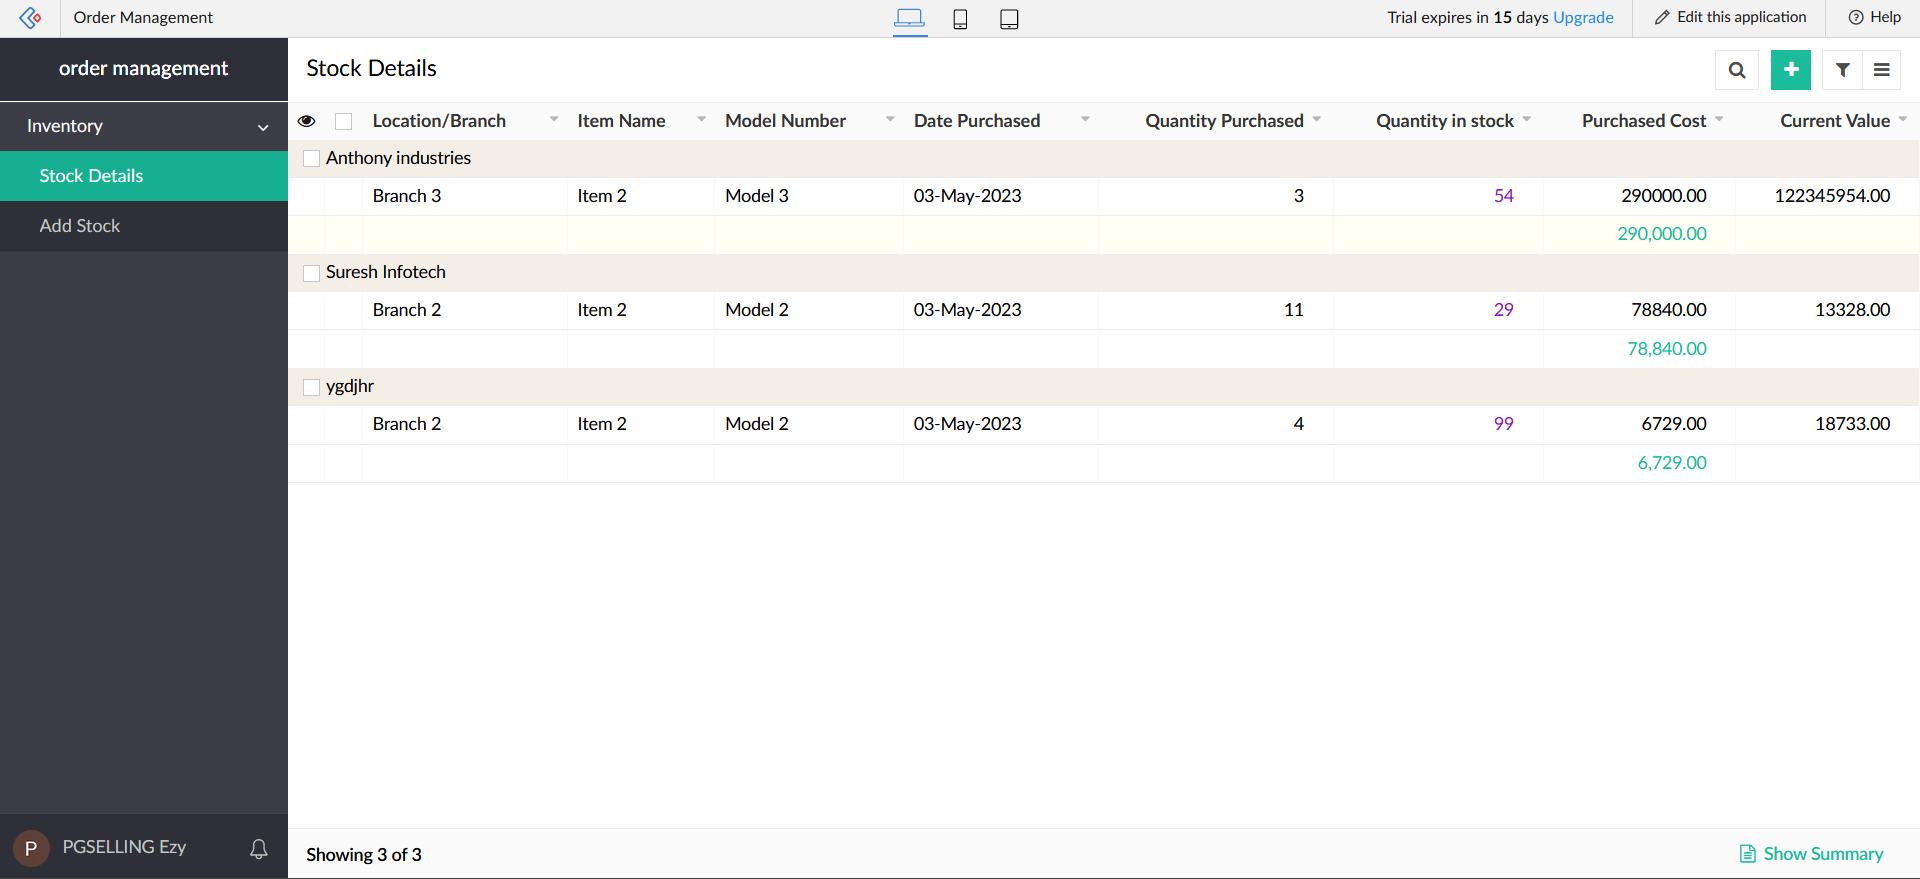 Order Management
Trial expires in 15 days Upgrade
Edit this application
Help
order management
Stock Details
Inventory
Stock Details
Add Stock
Location/Branch Item Name Model Number Date Purchased Quantity Purchased Quantity in stock Purchased Cost Current Value
Anthony industries
Branch 3 Item 2 Model 3 03-May-2023 3 54 290000.00 122345954.00
290,000.00
Suresh Infotech
Branch 2 Item 2 Model 2 03-May-2023 11 29 78840.00 13328.00
78,840.00
ygdjhr
Branch 2 Item 2 Model 2 03-May-2023 4 99 6729.00 18733.00
6,729.00
P PGSELLING Ezy
Showing 3 of 3
Show Summary